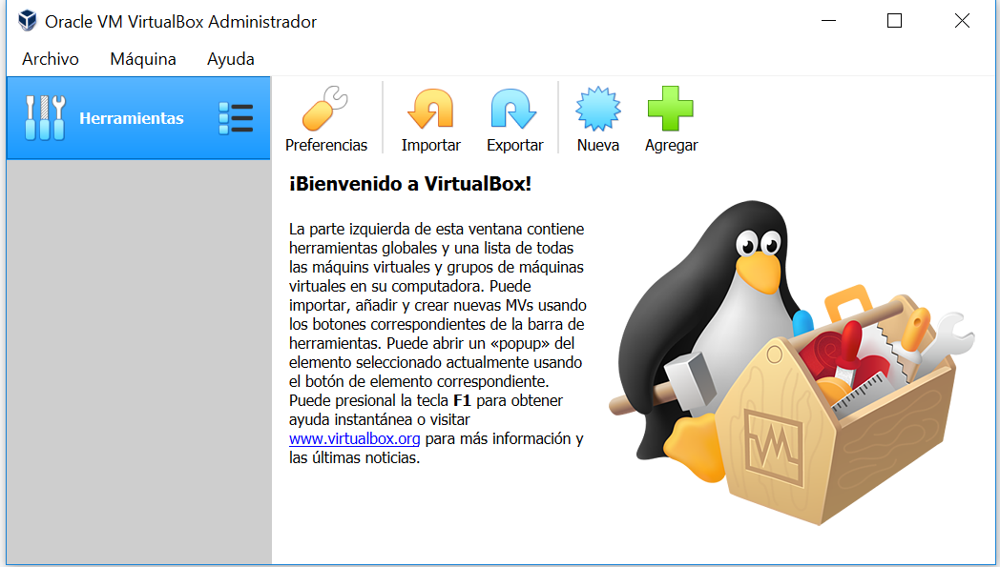 Oracle VM VirtualBox Administrador
Archivo Máquina Ayuda
Herramientas
Preferencias Importar Exportar Nueva Agregar
¡Bienvenido a VirtualBox!
La parte izquierda de esta ventana contiene
herramientas globales y una lista de todas
las máquins virtuales y grupos de máquinas
virtuales en su computadora. Puede
importar, añadir y crear nuevas MVs usando
los botones correspondientes de la barra de
herramientas. Puede abrir un «popup» del
elemento seleccionado actualmente usando
el botón de elemento correspondiente.
Puede presional la tecla F1 para obtener
ayuda instantánea o visitar
www.virtualbox.org para más información y
las últimas noticias.